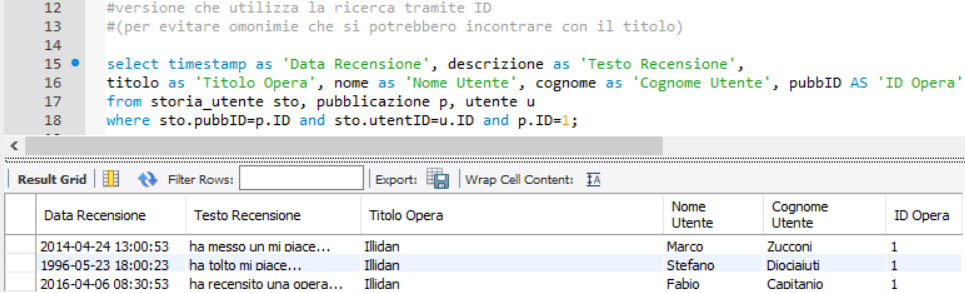 12 #versione che utilizza la ricerca tramite ID
13 #(per evitare omonimie che si potrebbero incontrare con il titolo)
14
15 select timestamp as 'Data Recensione', descrizione as 'Testo Recensione',
16 titolo as 'Titolo Opera', nome as 'Nome Utente', cognome as 'Cognome Utente', pubbID AS 'ID Opera'
17 from storia_utente sto, pubblicazione p, utente u
18 where sto.pubbID=p.ID and sto.utentID=u.ID and p.ID=1;
Result Grid Filter Rows: Export: Wrap Cell Content:
Data Recensione Testo Recensione Titolo Opera Nome Utente Cognome Utente ID Opera
2014-04-24 13:00:53 ha messo un mi piace... Illidan Marco Zucconi 1
1996-05-23 18:00:23 ha tolto mi piace... Illidan Stefano Diociaiuti 1
2016-04-06 08:30:53 ha recensito una opera... Illidan Fabio Capitanio 1